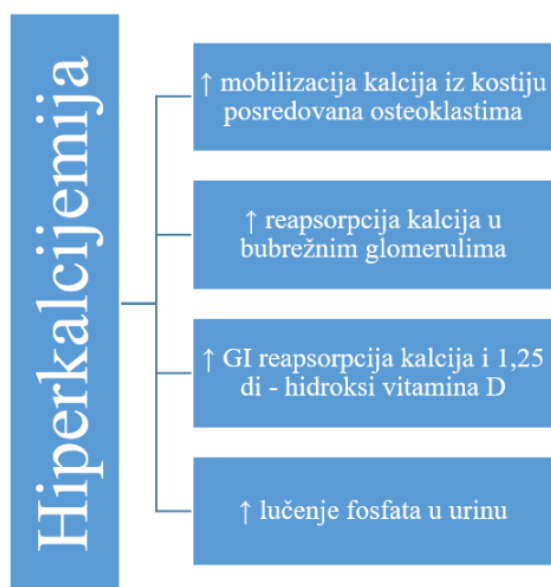 Hiperkalcijemija
↑ mobilizacija kalcija iz kostiju
posredovana osteoklastima
↑ reapsorpcija kalcija u
bubrežnim glomerulima
↑ GI reapsorpcija kalcija i 1,25
di - hidroksi vitamina D
↑ lučenje fosfata u urinu